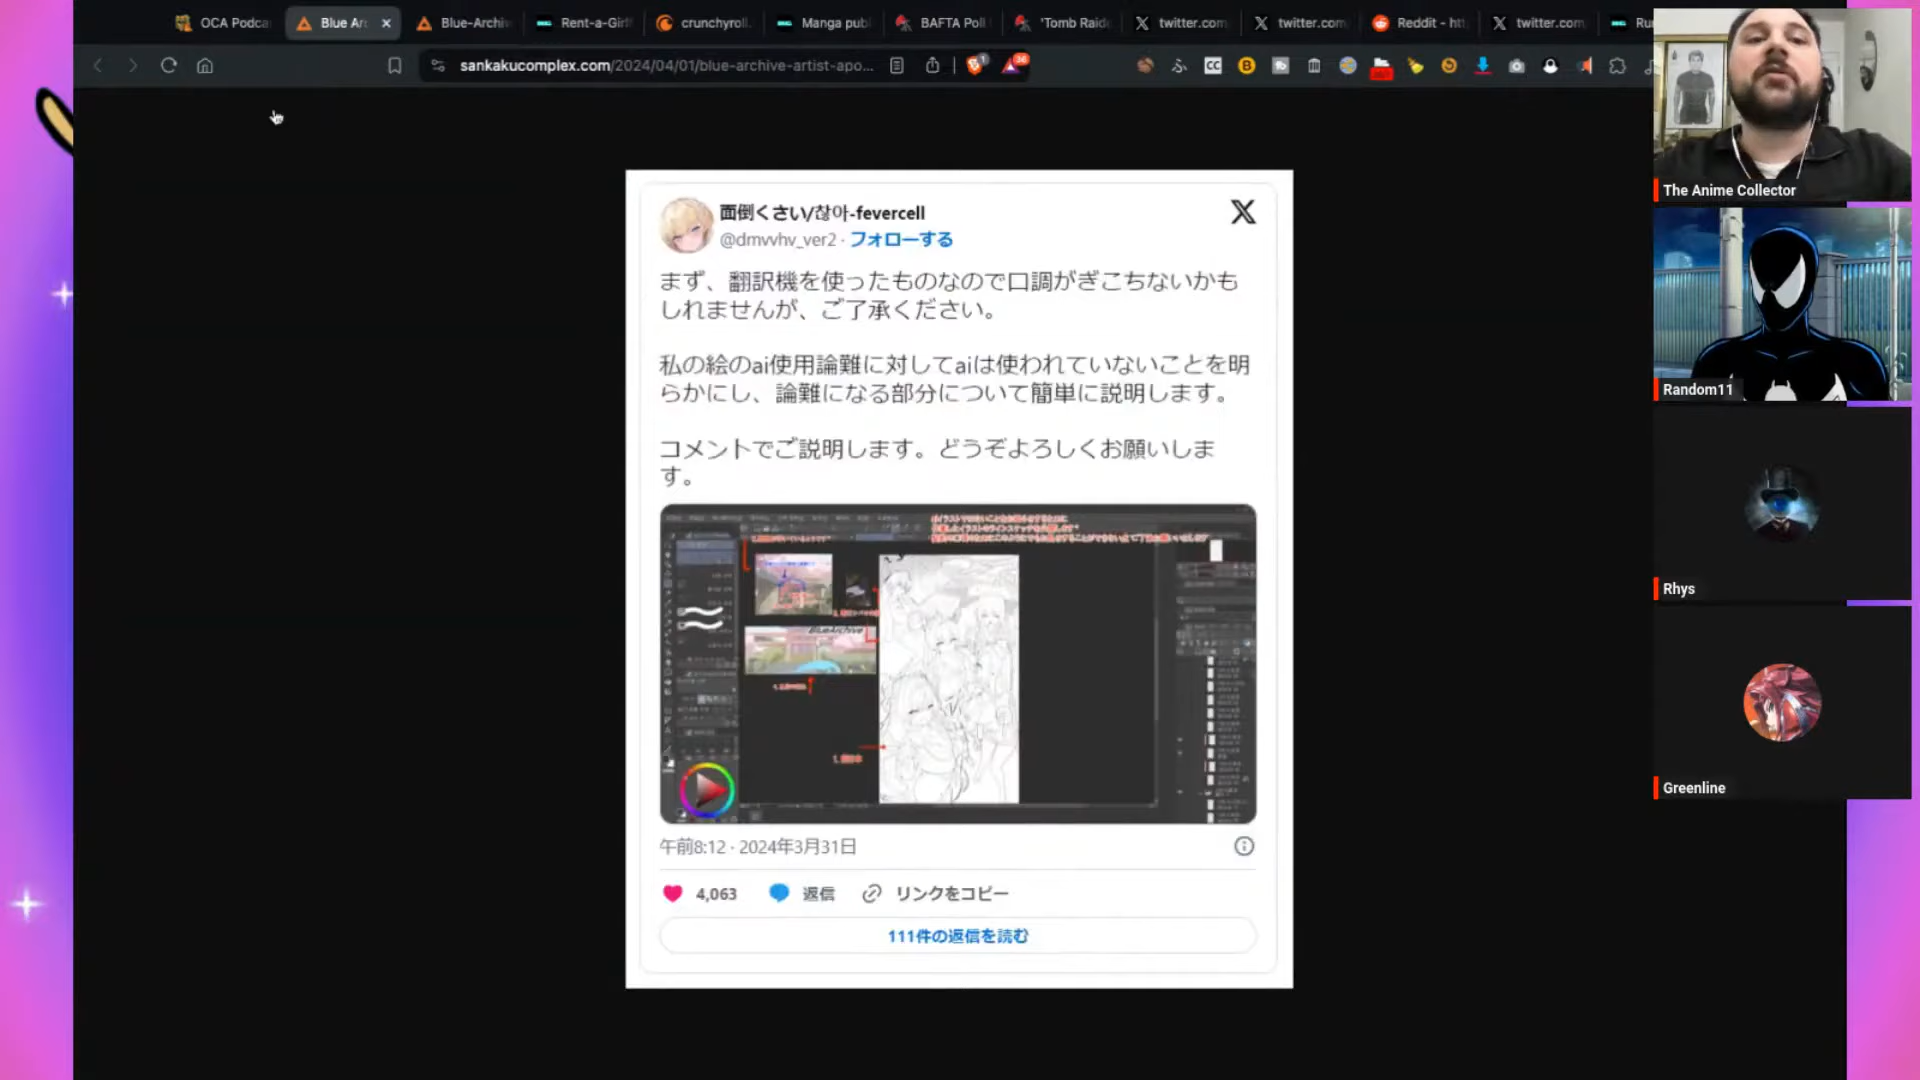 OCA Podca
Blue Ar
Blue-Archi
Rent-a-Girl
crunchyroll.
Manga pub
BAFTA Poll
'Tomb Raid
twitter.com
twitter.com
Reddit - htt
twitter.com
Ru
sankakucomplex.com/2024/04/01/blue-archive-artist-apo...
面倒くさい/찮아-fevercell
@dmvvhv_ver2 · フォローする
まず、翻訳機を使ったものなので口調がぎこちないかも
しれませんが、ご了承ください。
私の絵のai使用論難に対してaiは使われていないことを明
らかにし、論難になる部分について簡単に説明します。
コメントでご説明します。どうぞよろしくお願いしま
す。
BlueArchive
午前8:12 · 2024年3月31日
4,063
返信
リンクをコピー
111件の返信を読む
The Anime Collector
Random11
Rhys
Greenline